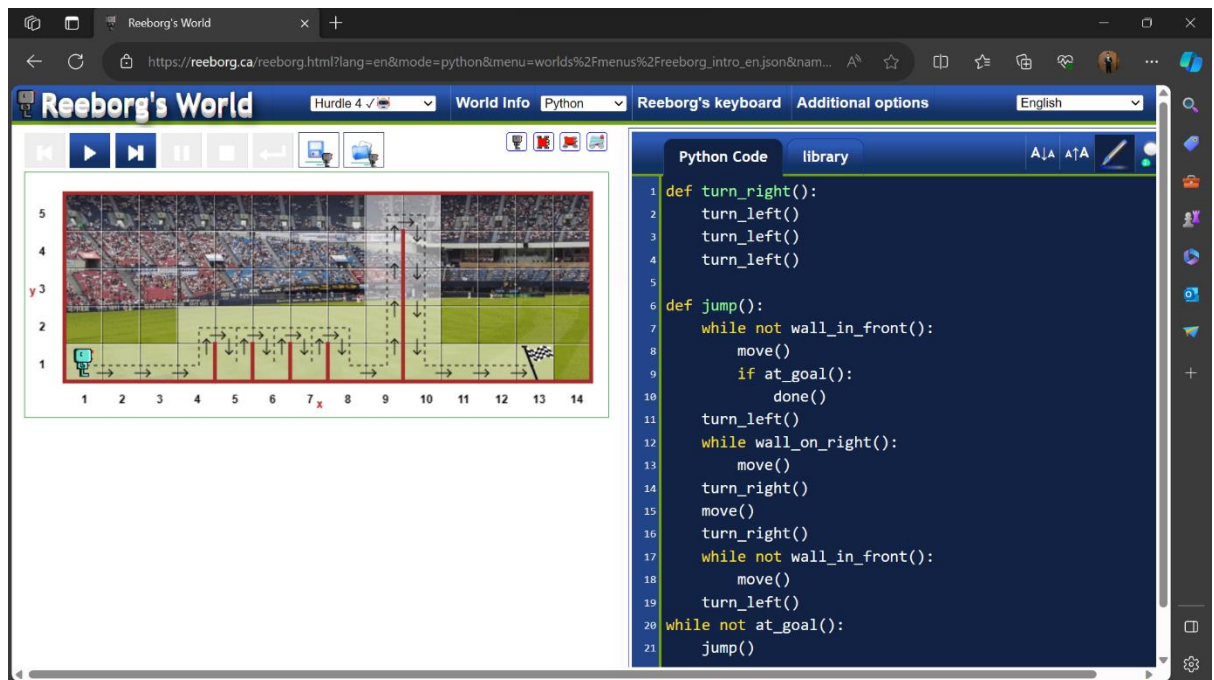 Reeborg's World
https://reeborg.ca/reeborg.html?lang=en&mode=python&menu=worlds%2Fmenus%2Freeborg_intro_en.json&nam...
Reeborg's World
Hurdle 4 ✓
World Info
Python
Reeborg's keyboard
Additional options
English
Python Code
library
A↓A A↑A
5
4
y 3
2
1
1 2 3 4 5 6 7 x 8 9 10 11 12 13 14
1 def turn_right():
2     turn_left()
3     turn_left()
4     turn_left()
5
6 def jump():
7     while not wall_in_front():
8         move()
9         if at_goal():
10             done()
11     turn_left()
12     while wall_on_right():
13         move()
14     turn_right()
15     move()
16     turn_right()
17     while not wall_in_front():
18         move()
19     turn_left()
20 while not at_goal():
21     jump()